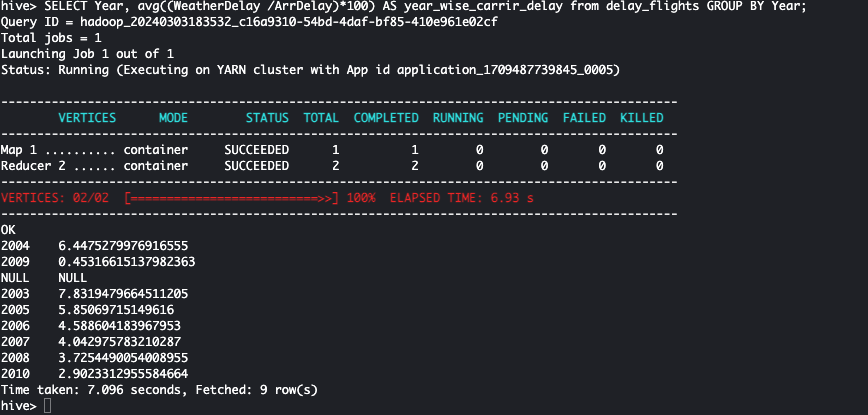 hive> SELECT Year, avg((WeatherDelay /ArrDelay)*100) AS year_wise_carrir_delay from delay_flights GROUP BY Year;
Query ID = hadoop_20240303183532_c16a9310-54bd-4daf-bf85-410e961e02cf
Total jobs = 1
Launching Job 1 out of 1
Status: Running (Executing on YARN cluster with App id application_1709487739845_0005)
----------------------------------------------------------------------------------------------
VERTICES MODE STATUS TOTAL COMPLETED RUNNING PENDING FAILED KILLED
----------------------------------------------------------------------------------------------
Map 1 .......... container SUCCEEDED 1 1 0 0 0 0
Reducer 2 ...... container SUCCEEDED 2 2 0 0 0 0
----------------------------------------------------------------------------------------------
VERTICES: 02/02 [==========================>>] 100% ELAPSED TIME: 6.93 s
----------------------------------------------------------------------------------------------
OK
2004 6.4475279976916555
2009 0.45316615137982363
NULL NULL
2003 7.8319479664511205
2005 5.85069715149616
2006 4.588604183967953
2007 4.042975783210287
2008 3.7254490054008955
2010 2.9023312955584664
Time taken: 7.096 seconds, Fetched: 9 row(s)
hive>